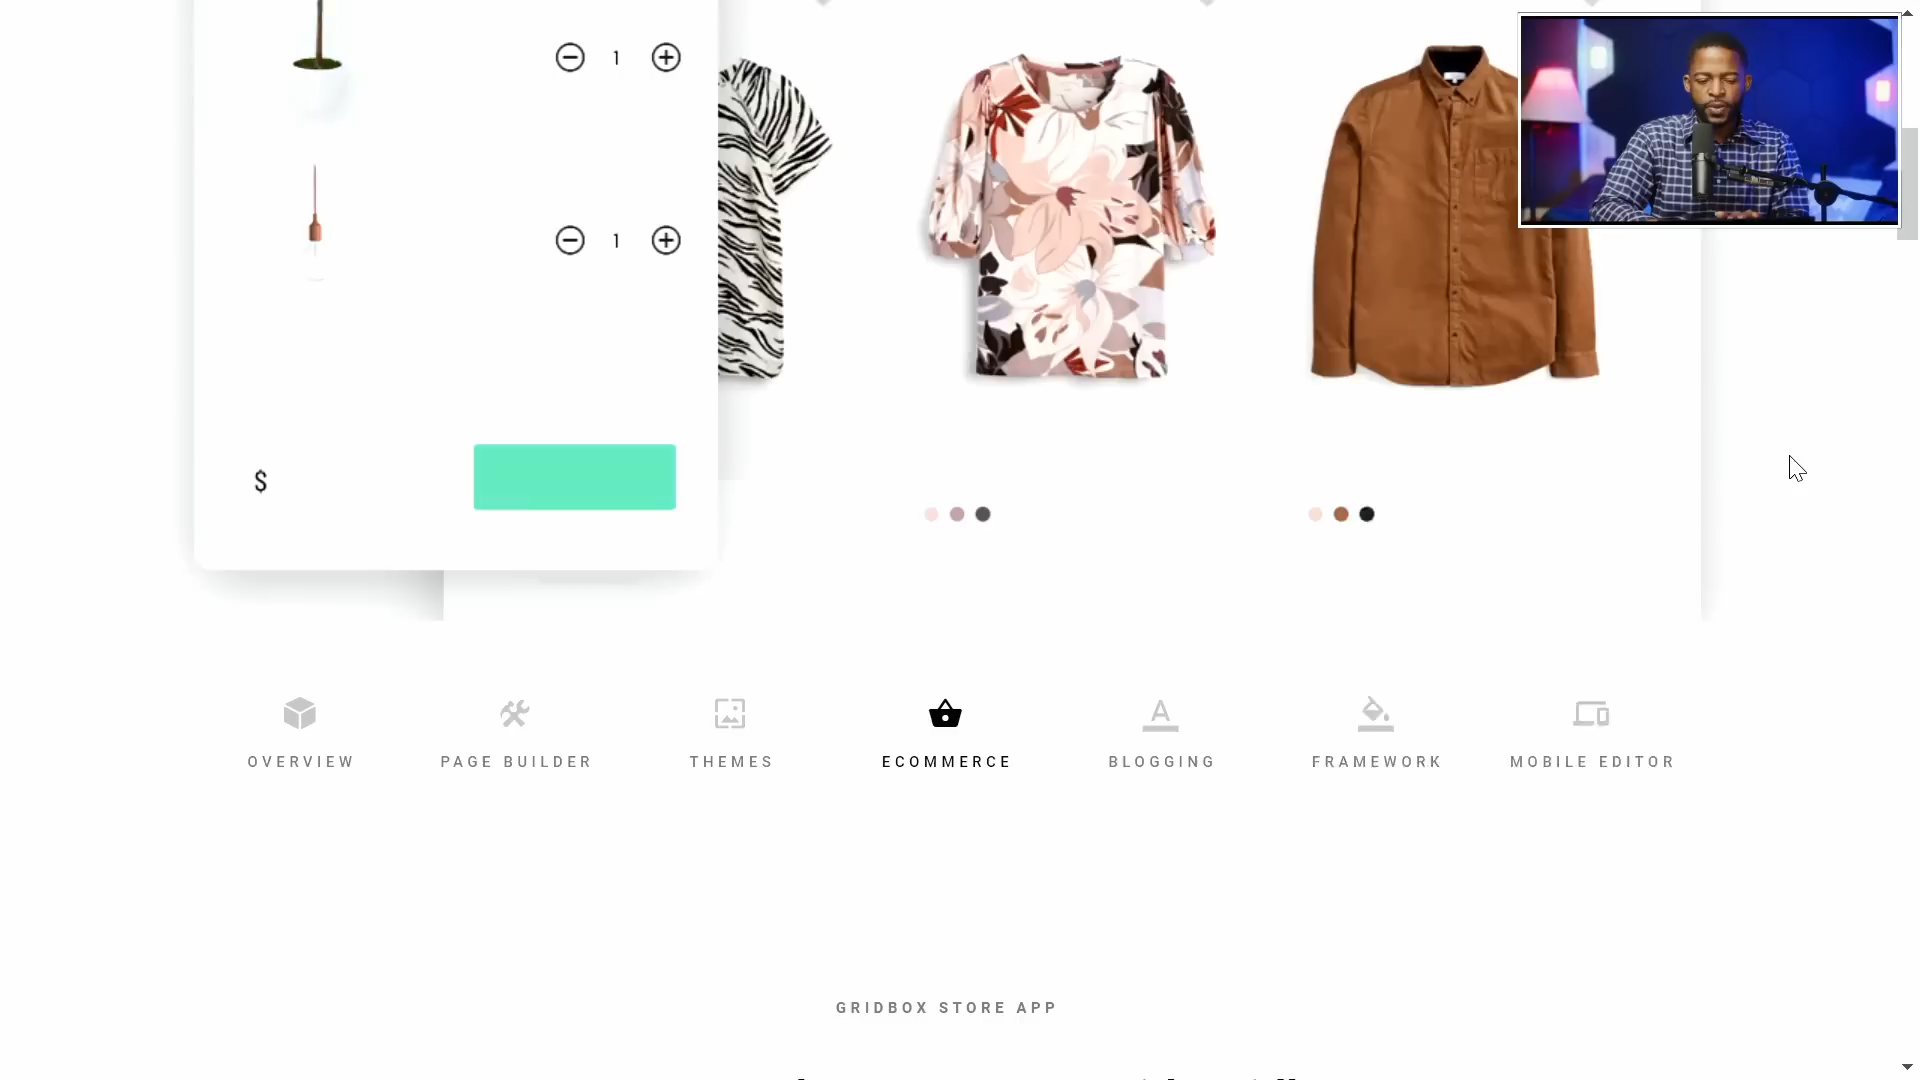 1
1
$
OVERVIEW
PAGE BUILDER
THEMES
ECOMMERCE
BLOGGING
FRAMEWORK
MOBILE EDITOR
GRIDBOX STORE APP